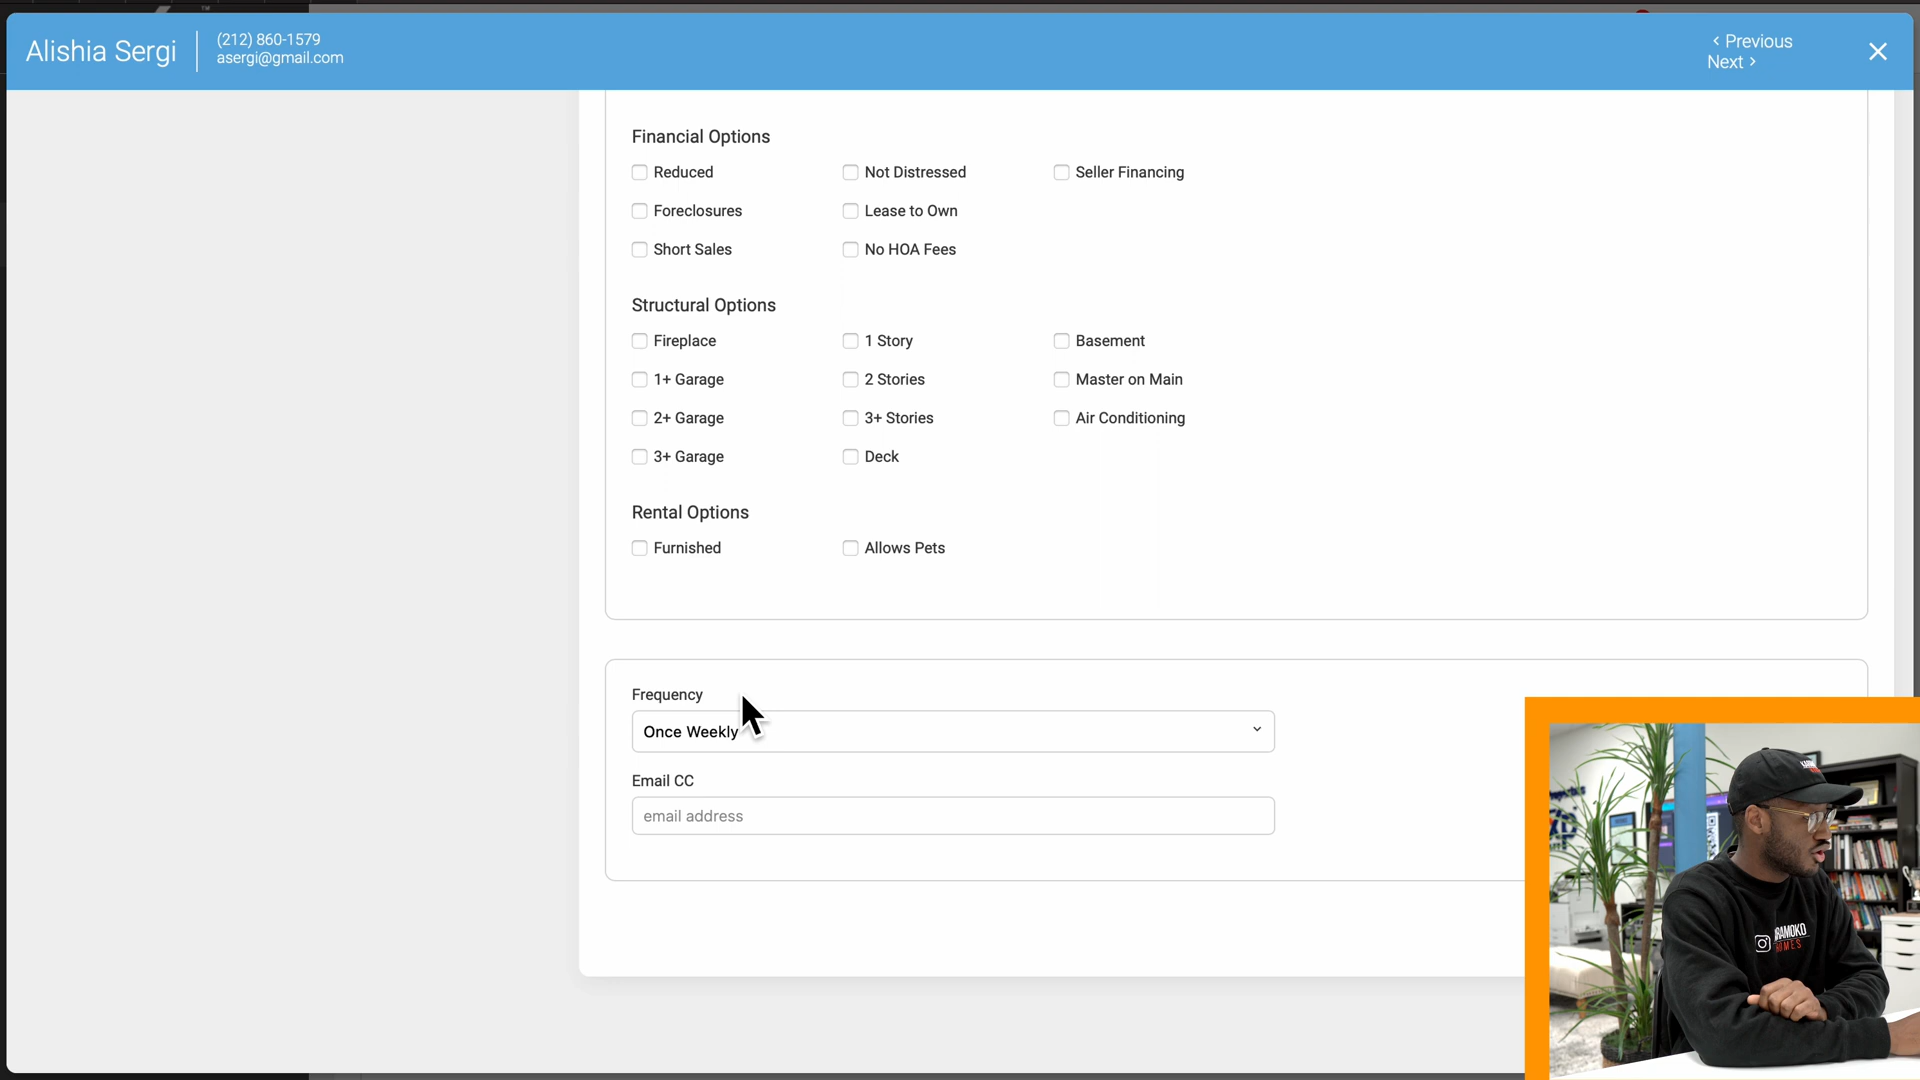 Alishia Sergi
(212) 860-1579
asergi@gmail.com
< Previous
Next >
Financial Options
Reduced
Not Distressed
Seller Financing
Foreclosures
Lease to Own
Short Sales
No HOA Fees
Structural Options
Fireplace
1 Story
Basement
1+ Garage
2 Stories
Master on Main
2+ Garage
3+ Stories
Air Conditioning
3+ Garage
Deck
Rental Options
Furnished
Allows Pets
Frequency
Once Weekly
Email CC
email address
HOMES